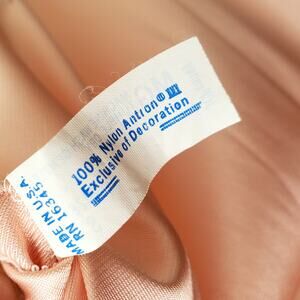 100% Nylon Antron® III
Exclusive of Decoration
MADE IN U.S.A.
RN 16345